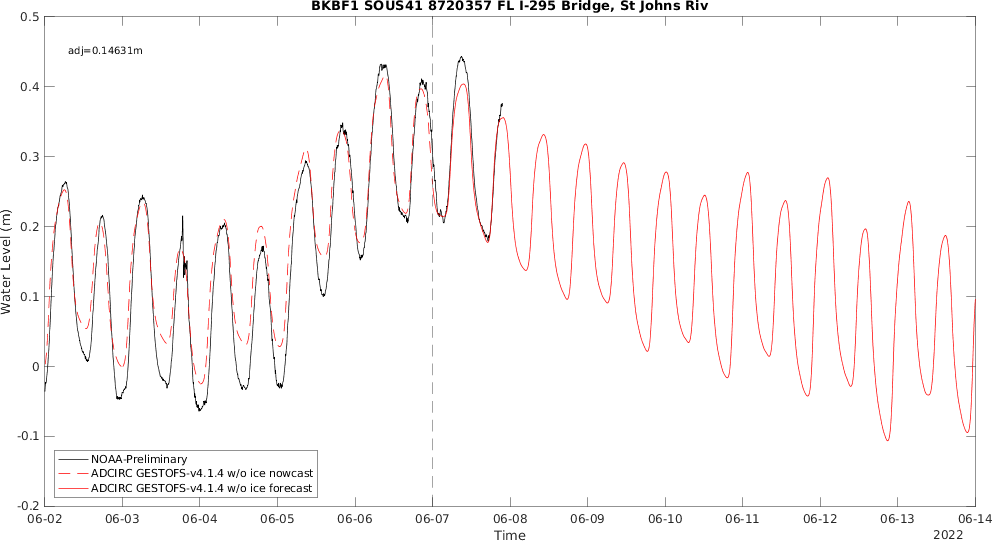 BKBF1 SOUS41 8720357 FL I-295 Bridge, St Johns Riv
adj=0.14631m
Water Level (m)
0.5
0.4
0.3
0.2
0.1
0
-0.1
-0.2
NOAA-Preliminary
ADCIRC GESTOFS-v4.1.4 w/o ice nowcast
ADCIRC GESTOFS-v4.1.4 w/o ice forecast
06-02 06-03 06-04 06-05 06-06 06-07 06-08 06-09 06-10 06-11 06-12 06-13 06-14
Time
2022